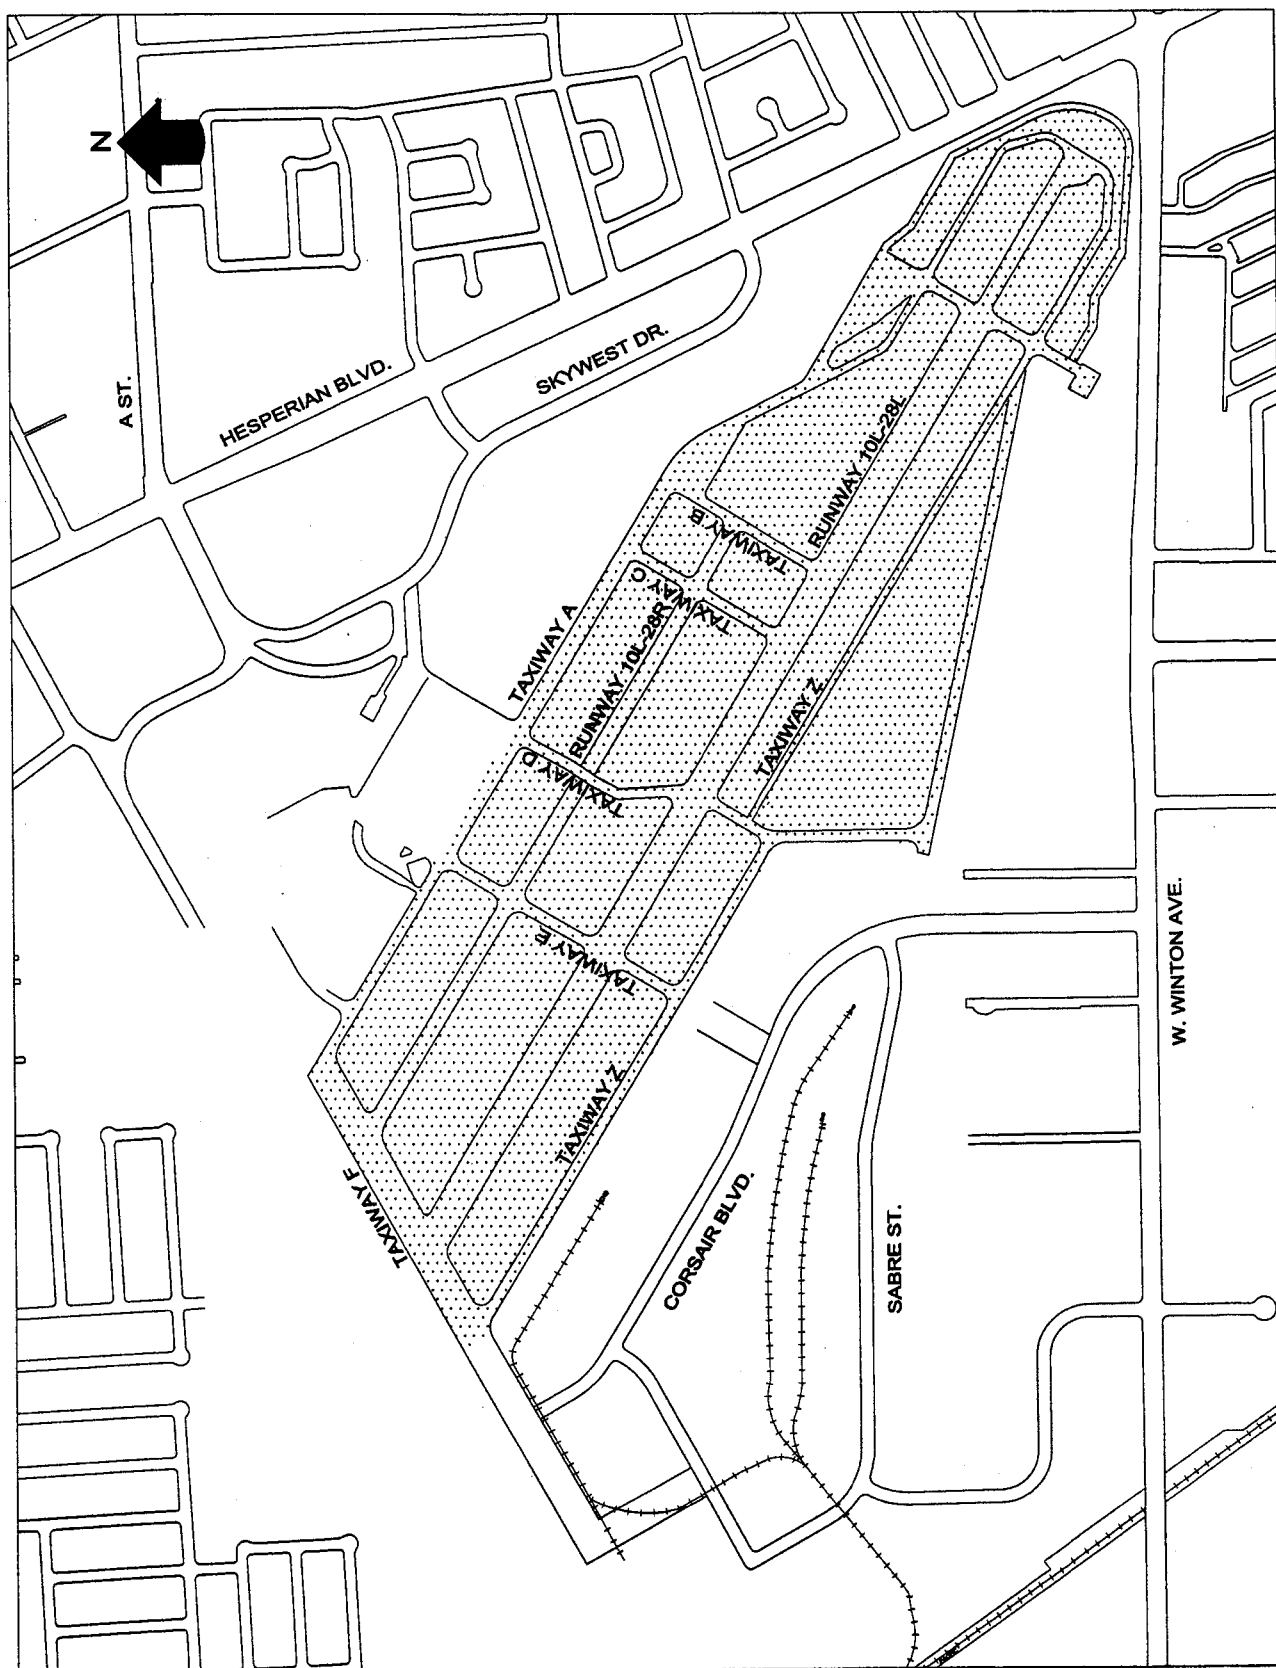 N
A ST.
HESPERIAN BLVD.
SKYWEST DR.
TAXIWAY A
RUNWAY 10L-28R
TAXIWAY B
TAXIWAY C
RUNWAY 10L-28L
TAXIWAY D
TAXIWAY Z
TAXIWAY E
TAXIWAY Z
TAXIWAY F
CORSAIR BLVD.
SABRE ST.
W. WINTON AVE.